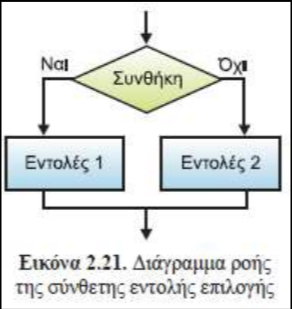 Ναι
Όχι
Συνθήκη
Εντολές 1
Εντολές 2
Εικόνα 2.21. Διάγραμμα ροής
της σύνθετης εντολής επιλογής